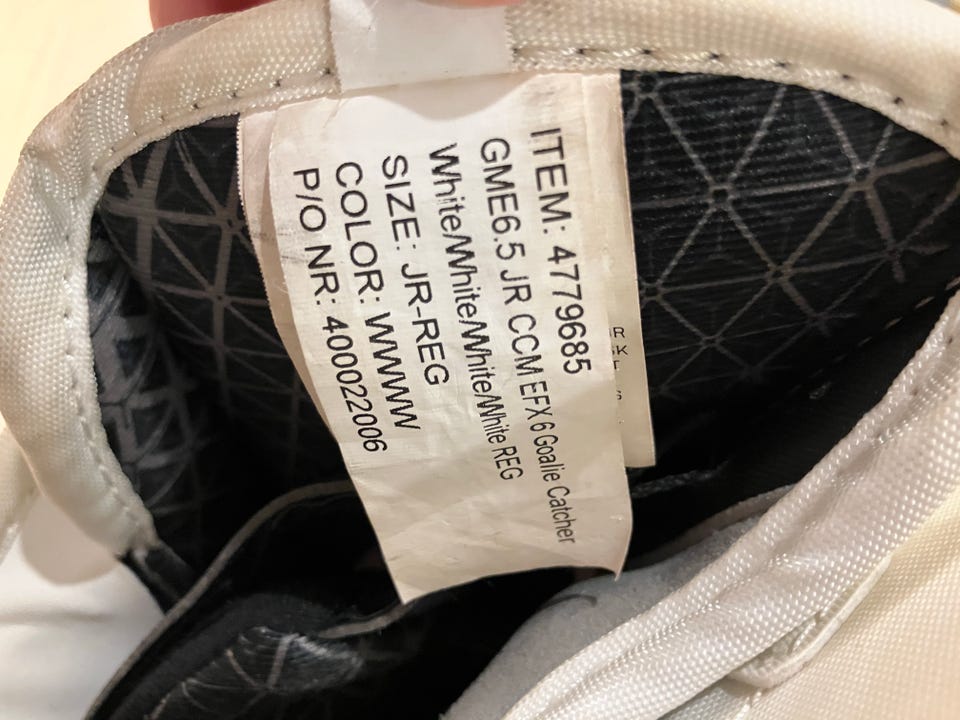 ITEM: 4779685
GME6.5 JR CCM EFX 6 Goalie Catcher
White/White/White/White REG
SIZE: JR-REG
COLOR: WWWW
P/O NR: 400022006